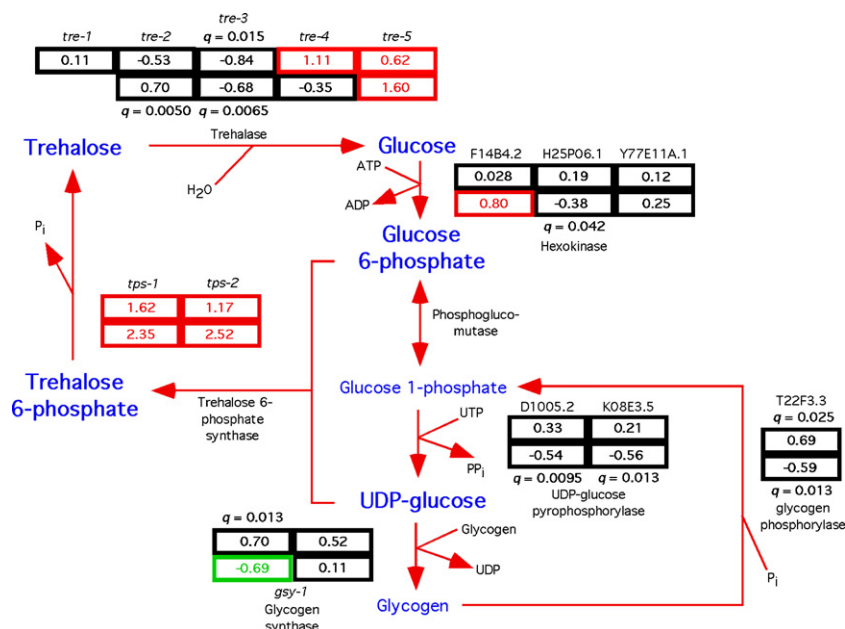 tre-3
tre-1 tre-2 q = 0.015 tre-4 tre-5
0.11 -0.53 -0.84 1.11 0.62
0.70 -0.68 -0.35 1.60
q = 0.0050 q = 0.0065
Trehalose
Trehalase
H2O
Glucose
ATP
ADP
F14B4.2 H25P06.1 Y77E11A.1
0.028 0.19 0.12
0.80 -0.38 0.25
q = 0.042
Hexokinase
Pi
Glucose
6-phosphate
tps-1 tps-2
1.62 1.17
2.35 2.52
Phosphogluco-
mutase
Trehalose
6-phosphate
Trehalose 6-
phosphate
synthase
Glucose 1-phosphate
UTP
PPi
D1005.2 K08E3.5
0.33 0.21
-0.54 -0.56
q = 0.0095 q = 0.013
UDP-glucose
pyrophosphorylase
T22F3.3
q = 0.025
0.69
-0.59
q = 0.013
glycogen
phosphorylase
UDP-glucose
q = 0.013
0.70 0.52
-0.69 0.11
gsy-1
Glycogen
synthase
Glycogen
UDP
Pi
Glycogen